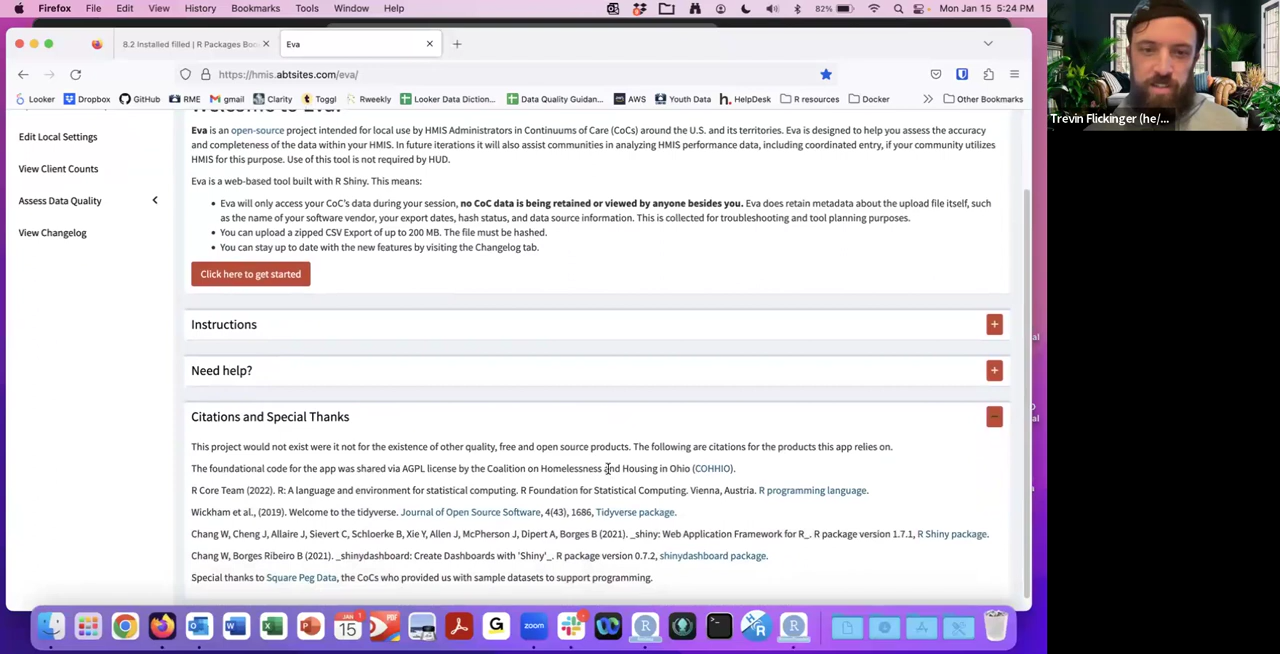 Firefox File Edit View History Bookmarks Tools Window Help 82% Mon Jan 15 5:24 PM
8.2 Installed filled | R Packages Boo
Eva
https://hmis.abtsites.com/eva/
Looker Dropbox GitHub RME gmail Clarity Toggl Rweekly Looker Data Diction... Data Quality Guidan... AWS Youth Data HelpDesk R resources Docker Other Bookmarks
Trevin Flickinger (he/...
Edit Local Settings
View Client Counts
Assess Data Quality
View Changelog
Welcome to Eva!
Eva is an open-source project intended for local use by HMIS Administrators in Continuums of Care (CoCs) around the U.S. and its territories. Eva is designed to help you assess the accuracy
and completeness of the data within your HMIS. In future iterations it will also assist communities in analyzing HMIS performance data, including coordinated entry, if your community utilizes
HMIS for this purpose. Use of this tool is not required by HUD.
Eva is a web-based tool built with R Shiny. This means:
Eva will only access your CoC's data during your session, no CoC data is being retained or viewed by anyone besides you. Eva does retain metadata about the upload file itself, such
as the name of your software vendor, your export dates, hash status, and data source information. This is collected for troubleshooting and tool planning purposes.
You can upload a zipped CSV Export of up to 200 MB. The file must be hashed.
You can stay up to date with the new features by visiting the Changelog tab.
Click here to get started
Instructions
Need help?
Citations and Special Thanks
This project would not exist were it not for the existence of other quality, free and open source products. The following are citations for the products this app relies on.
The foundational code for the app was shared via AGPL license by the Coalition on Homelessness and Housing in Ohio (COHHIO).
R Core Team (2022). R: A language and environment for statistical computing. R Foundation for Statistical Computing. Vienna, Austria. R programming language.
Wickham et al., (2019). Welcome to the tidyverse. Journal of Open Source Software, 4(43), 1686, Tidyverse package.
Chang W, Cheng J, Allaire J, Sievert C, Schloerke B, Xie Y, Allen J, McPherson J, Dipert A, Borges B (2021). _shiny: Web Application Framework for R_. R package version 1.7.1, R Shiny package.
Chang W, Borges Ribeiro B (2021). _shinydashboard: Create Dashboards with 'Shiny'_. R package version 0.7.2, shinydashboard package.
Special thanks to Square Peg Data, the CoCs who provided us with sample datasets to support programming.
JAN
15
PDF
zoom